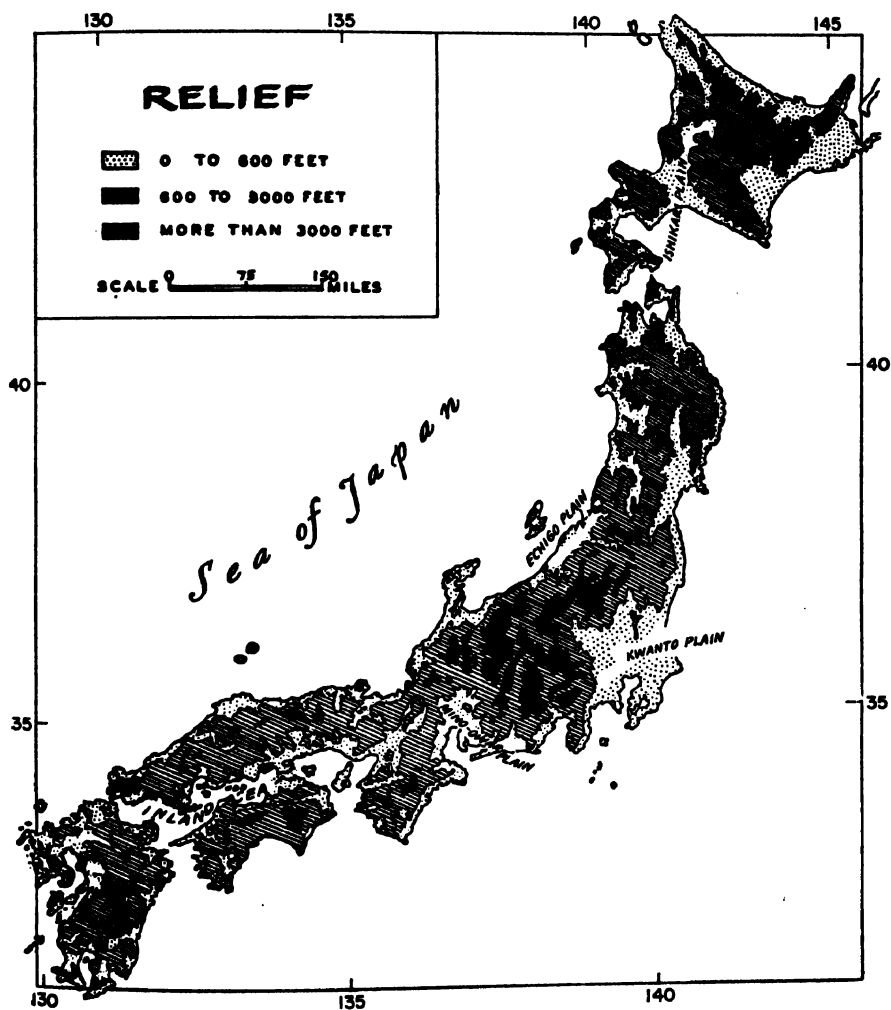 130 135 140 145
RELIEF
0 TO 600 FEET
600 TO 3000 FEET
MORE THAN 3000 FEET
0 75 150
SCALE MILES
40 40
Sea of Japan
ECHIGO PLAIN
KWANTO PLAIN
35 35
PLAIN
INLAND SEA
130 135 140